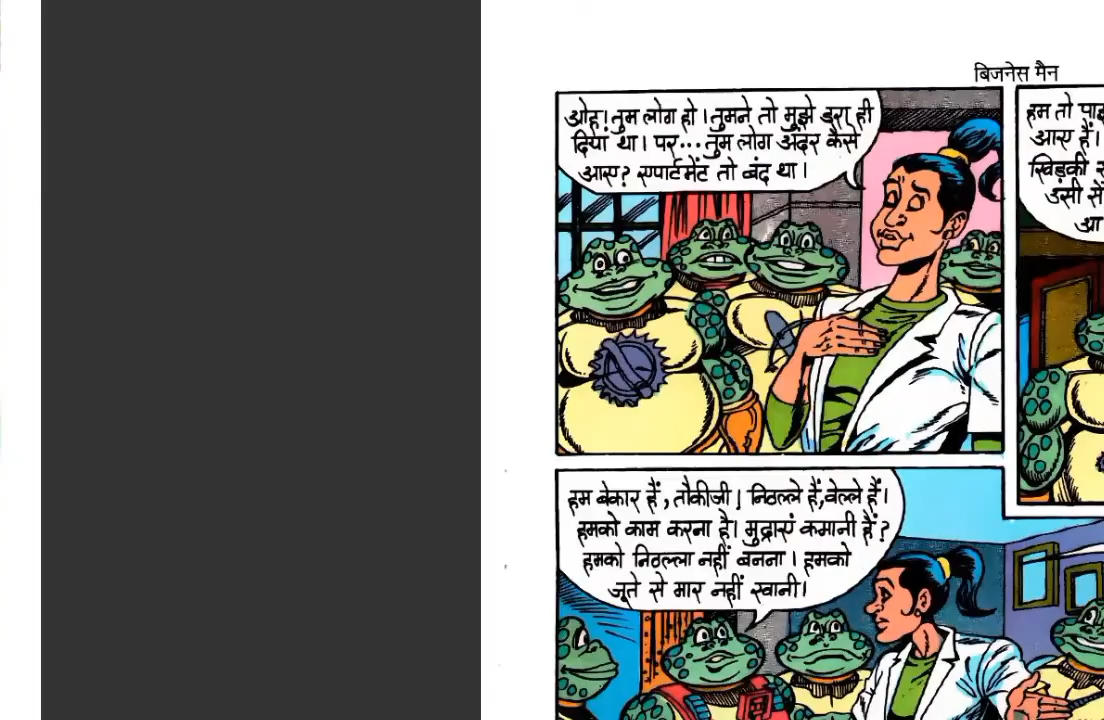 बिजनेस मैन
ओह! तुम लोग हो। तुमने तो मुझे डरा ही
दिया था। पर...तुम लोग अंदर कैसे
आए? एपार्टमेंट तो बंद था।
हम तो पाइ
आए हैं।
खिड़की
उसी से
आ
हम बेकार हैं, तौकीजी। निठल्ले हैं, वेल्ले हैं।
हमको काम करना है। मुद्राएं कमानी हैं?
हमको निठल्ला नहीं बनना। हमको
जूते से मार नहीं खानी।